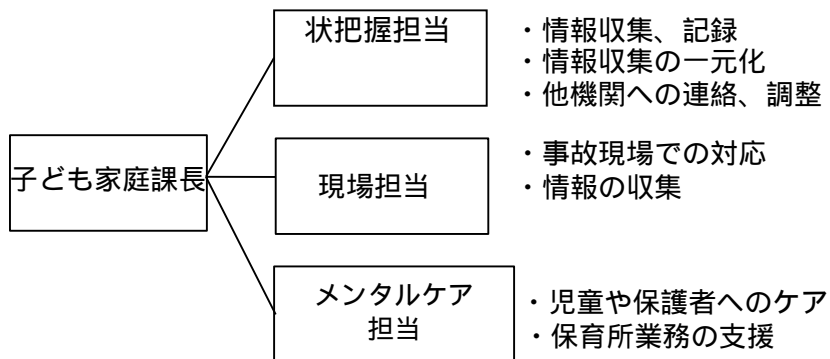 子ども家庭課長
状把握担当
・情報収集、記録
・情報収集の一元化
・他機関への連絡、調整
現場担当
・事故現場での対応
・情報の収集
メンタルケア
担当
・児童や保護者へのケア
・保育所業務の支援